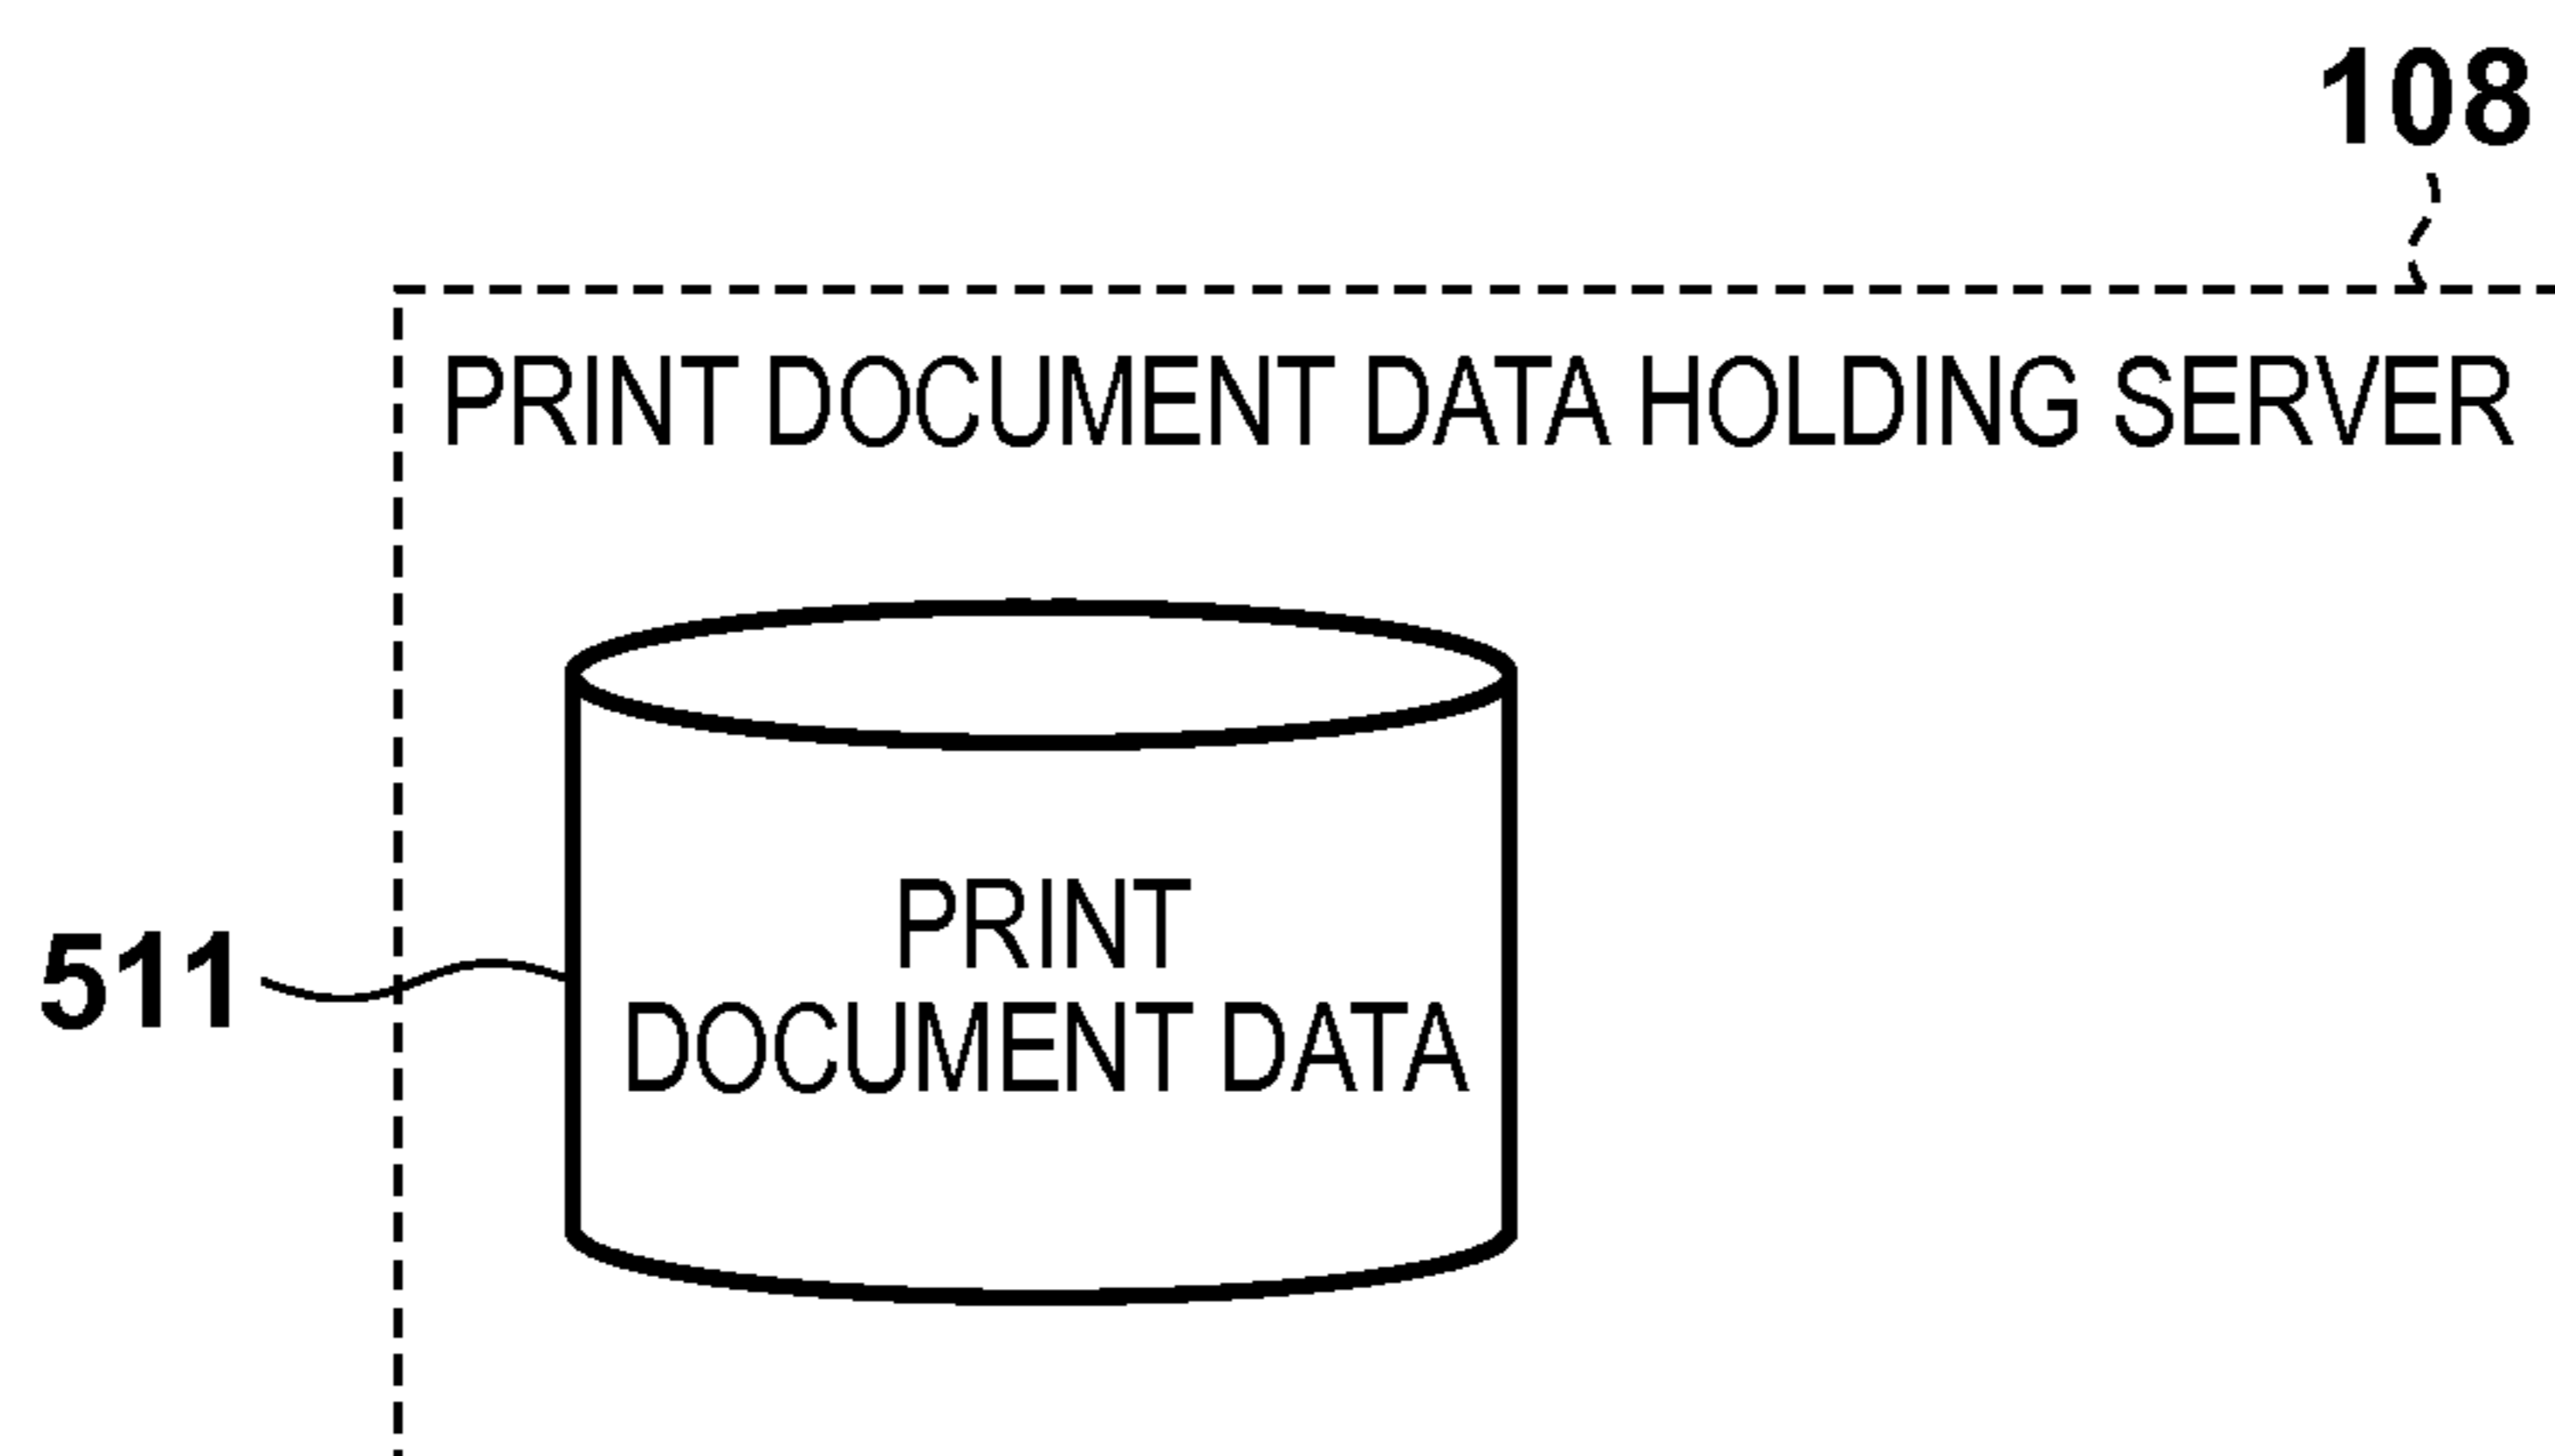 108
PRINT DOCUMENT DATA HOLDING SERVER
PRINT
511
DOCUMENT DATA